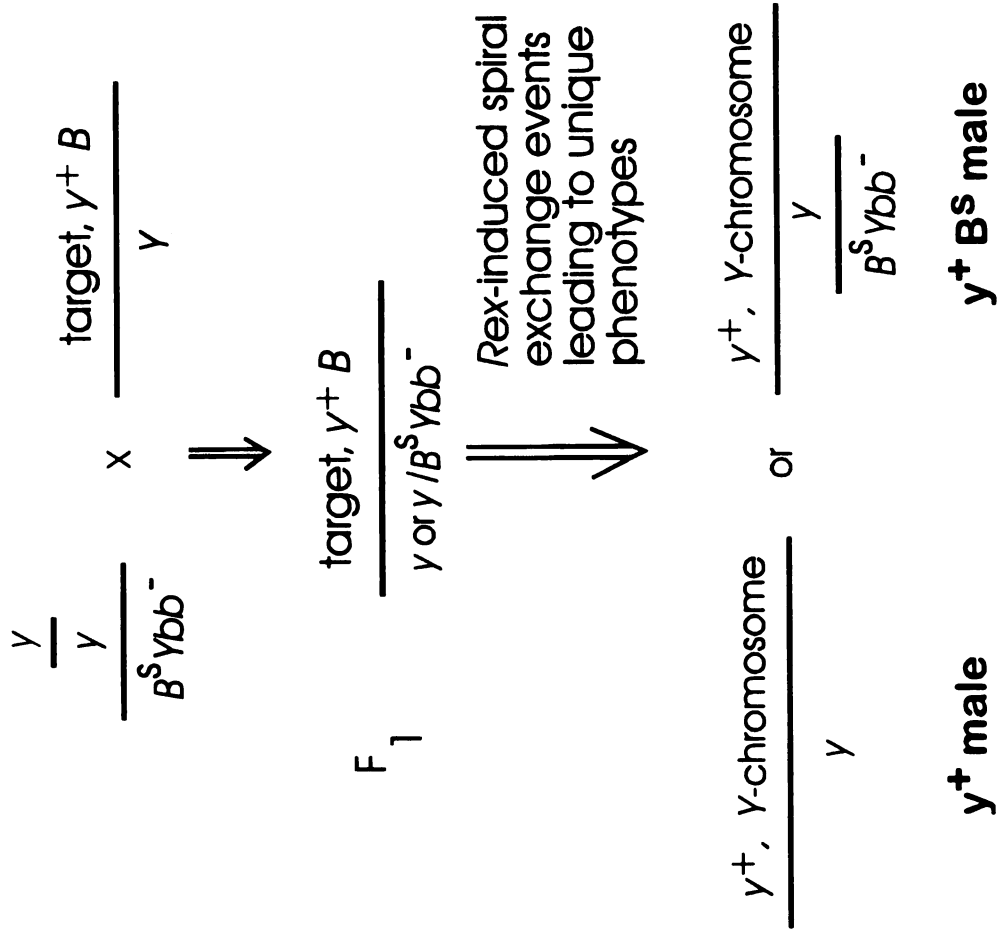 y
y
B^S Ybb^-
x
target, y^+ B
Y
F_1
target, y^+ B
y or y /B^S Ybb^-
Rex-induced spiral
exchange events
leading to unique
phenotypes
y^+, Y-chromosome
y
or
y^+, Y-chromosome
y
B^S Ybb^-
y^+ male
y^+ B^S male